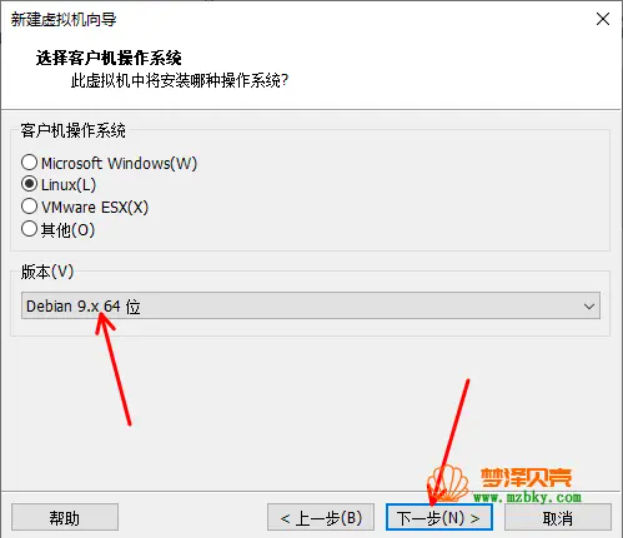 新建虚拟机向导
选择客户机操作系统
此虚拟机中将安装哪种操作系统?
客户机操作系统
Microsoft Windows(W)
Linux(L)
VMware ESX(X)
其他(O)
版本(V)
Debian 9.x 64 位
梦泽贝壳
www.mzbky.com
帮助
< 上一步(B)
下一步(N) >
取消